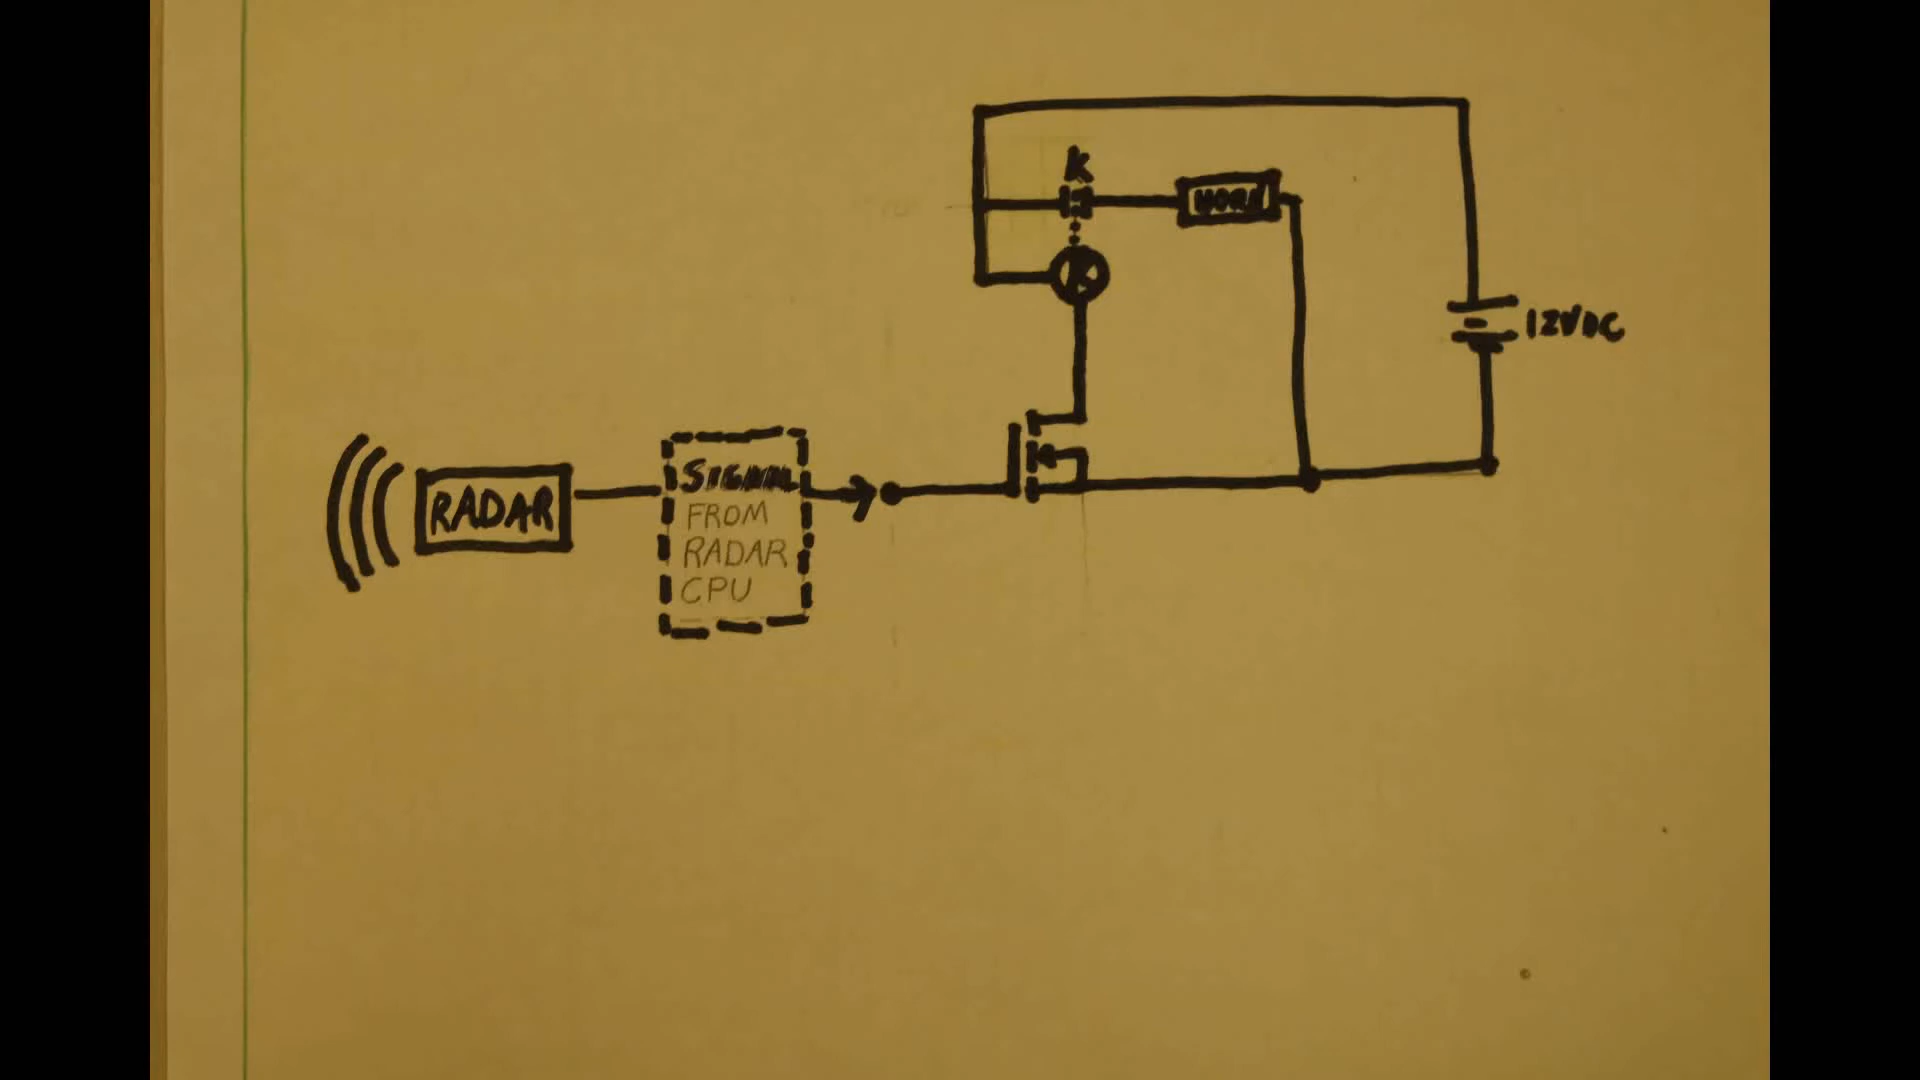 K
HORN
K
12VDC
RADAR
SIGNAL
FROM
RADAR
CPU